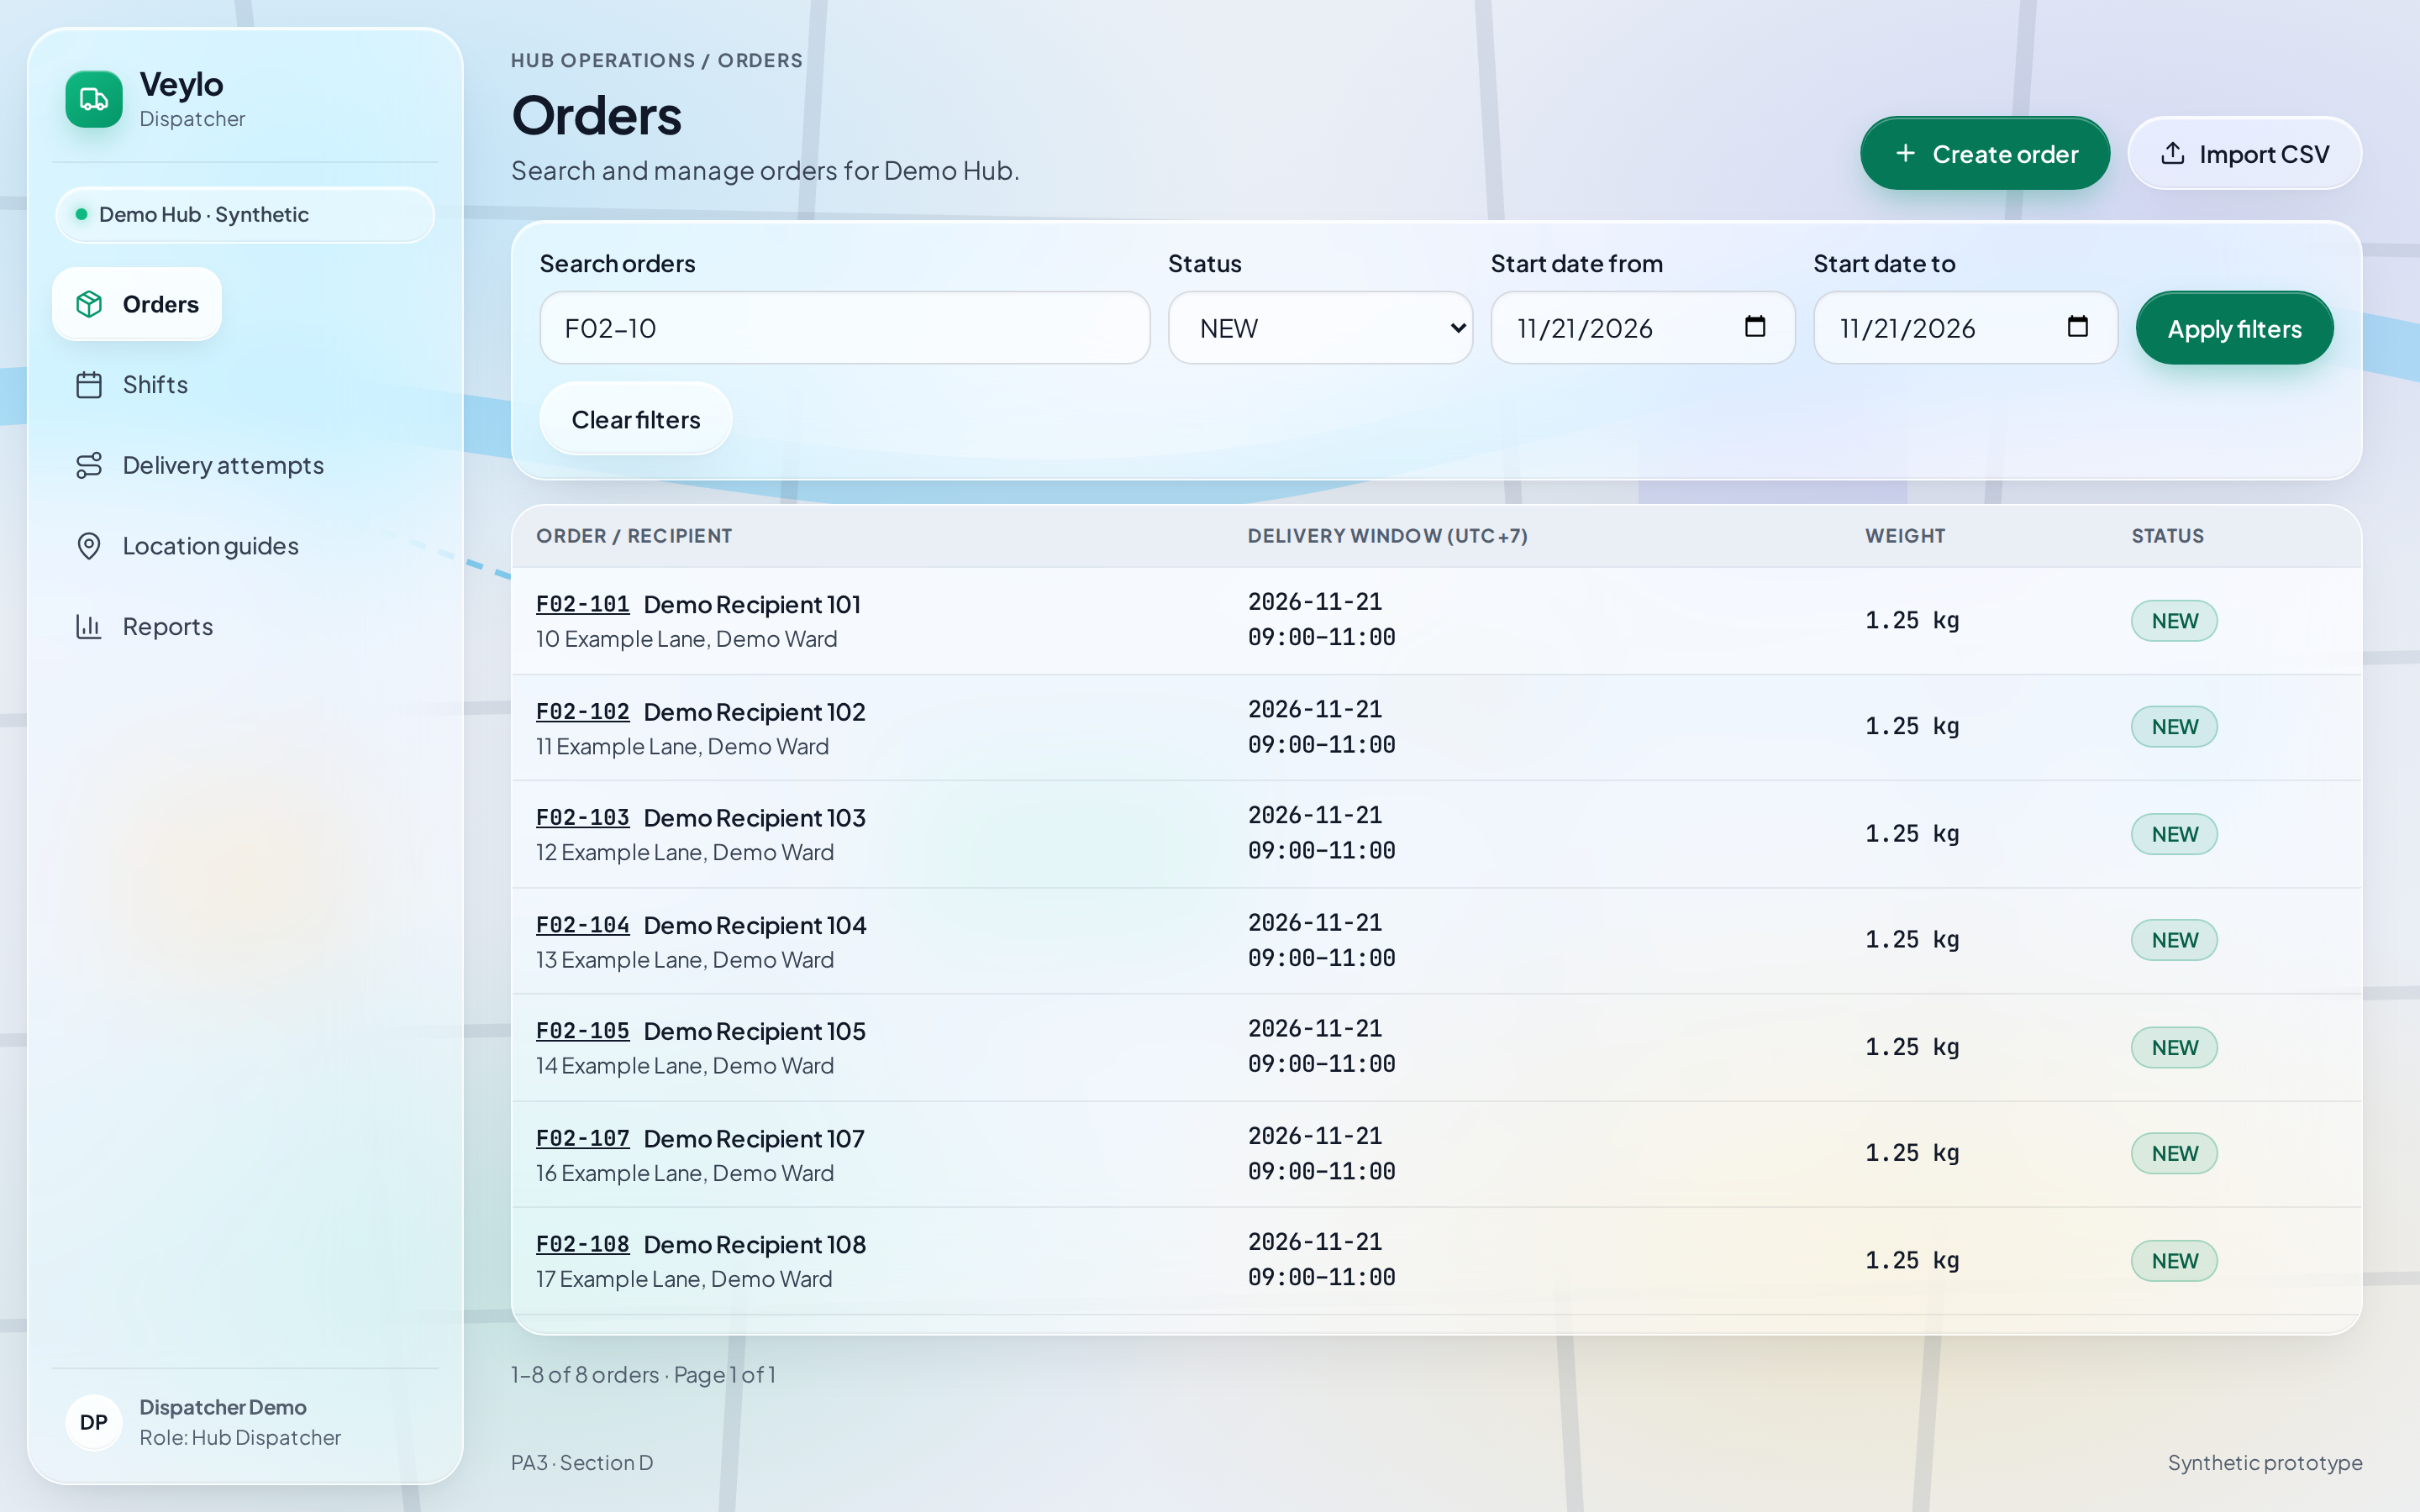 Veylo
Dispatcher
Demo Hub · Synthetic
Orders
Shifts
Delivery attempts
Location guides
Reports
DP
Dispatcher Demo
Role: Hub Dispatcher
HUB OPERATIONS / ORDERS
Orders
Search and manage orders for Demo Hub.
Create order
Import CSV
Search orders
Status
Start date from
Start date to
F02-10
NEW
11/21/2026
11/21/2026
Apply filters
Clear filters
ORDER / RECIPIENT
DELIVERY WINDOW (UTC+7)
WEIGHT
STATUS
F02-101 Demo Recipient 101
10 Example Lane, Demo Ward
2026-11-21
09:00–11:00
1.25 kg
NEW
F02-102 Demo Recipient 102
11 Example Lane, Demo Ward
2026-11-21
09:00–11:00
1.25 kg
NEW
F02-103 Demo Recipient 103
12 Example Lane, Demo Ward
2026-11-21
09:00–11:00
1.25 kg
NEW
F02-104 Demo Recipient 104
13 Example Lane, Demo Ward
2026-11-21
09:00–11:00
1.25 kg
NEW
F02-105 Demo Recipient 105
14 Example Lane, Demo Ward
2026-11-21
09:00–11:00
1.25 kg
NEW
F02-107 Demo Recipient 107
16 Example Lane, Demo Ward
2026-11-21
09:00–11:00
1.25 kg
NEW
F02-108 Demo Recipient 108
17 Example Lane, Demo Ward
2026-11-21
09:00–11:00
1.25 kg
NEW
1–8 of 8 orders · Page 1 of 1
PA3 · Section D
Synthetic prototype